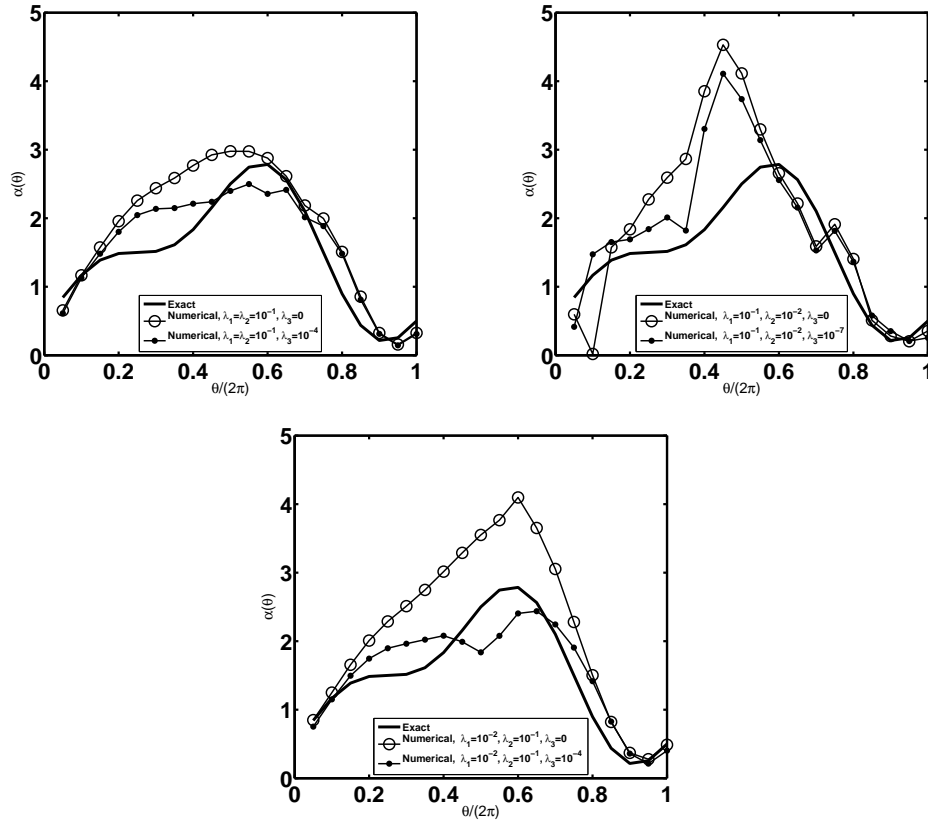 5
4
3
2
1
0
α(θ)
Exact
Numerical, λ₁=λ₂=10⁻¹, λ₃=0
Numerical, λ₁=λ₂=10⁻¹, λ₃=10⁻⁴
0 0.2 0.4 0.6 0.8 1
θ/(2π)
5
4
3
2
1
0
α(θ)
Exact
Numerical, λ₁=10⁻¹, λ₂=10⁻², λ₃=0
Numerical, λ₁=10⁻¹, λ₂=10⁻², λ₃=10⁻⁷
0 0.2 0.4 0.6 0.8 1
θ/(2π)
5
4
3
2
1
0
α(θ)
Exact
Numerical, λ₁=10⁻², λ₂=10⁻¹, λ₃=0
Numerical, λ₁=10⁻², λ₂=10⁻¹, λ₃=10⁻⁴
0 0.2 0.4 0.6 0.8 1
θ/(2π)